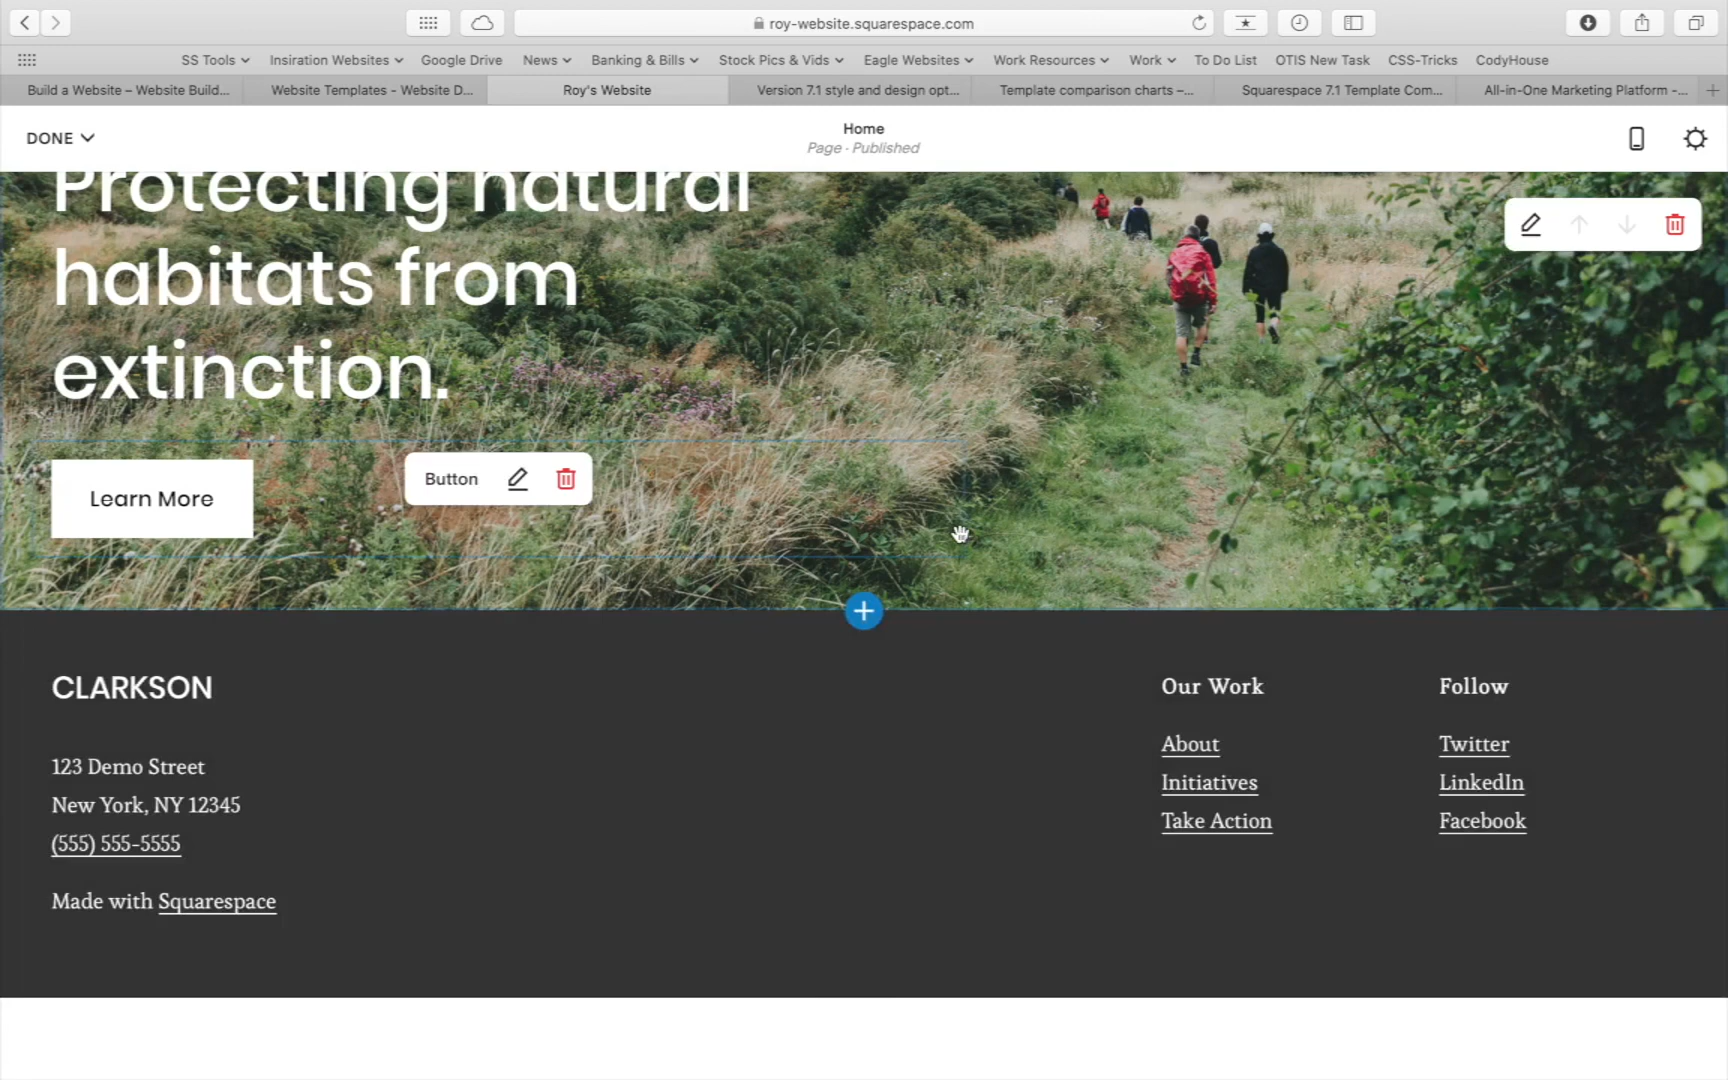 roy-website.squarespace.com
SS Tools
Insiration Websites
Google Drive
News
Banking & Bills
Stock Pics & Vids
Eagle Websites
Work Resources
Work
To Do List
OTIS New Task
CSS-Tricks
CodyHouse
Build a Website – Website Build...
Website Templates - Website D...
Roy's Website
Version 7.1 style and design opt...
Template comparison charts –...
Squarespace 7.1 Template Com...
All-in-One Marketing Platform -...
DONE
Home
Page · Published
Protecting natural
habitats from
extinction.
Learn More
Button
CLARKSON
123 Demo Street
New York, NY 12345
(555) 555-5555
Made with Squarespace
Our Work
About
Initiatives
Take Action
Follow
Twitter
LinkedIn
Facebook